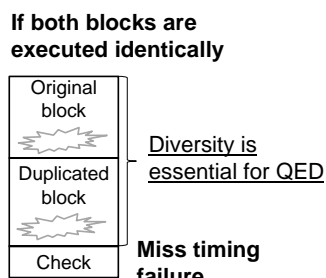 If both blocks are
executed identically
Original
block
Diversity is
essential for QED
Duplicated
block
Check
Miss timing
failure